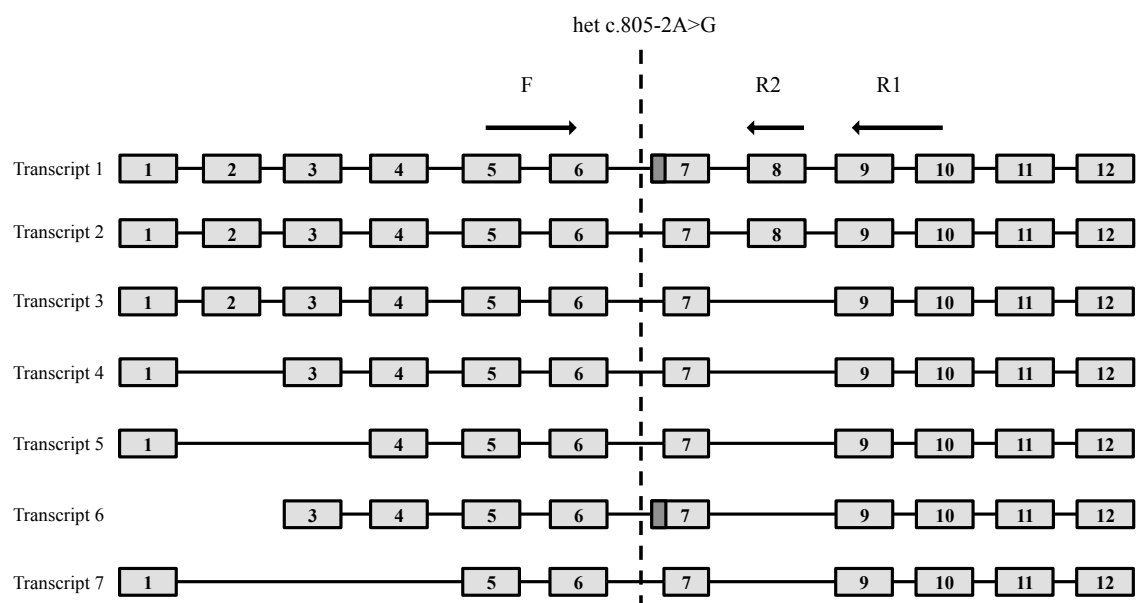 het c.805-2A>G
F R2 R1
Transcript 1 1 2 3 4 5 6 7 8 9 10 11 12
Transcript 2 1 2 3 4 5 6 7 8 9 10 11 12
Transcript 3 1 2 3 4 5 6 7 9 10 11 12
Transcript 4 1 3 4 5 6 7 9 10 11 12
Transcript 5 1 4 5 6 7 9 10 11 12
Transcript 6 3 4 5 6 7 9 10 11 12
Transcript 7 1 5 6 7 9 10 11 12